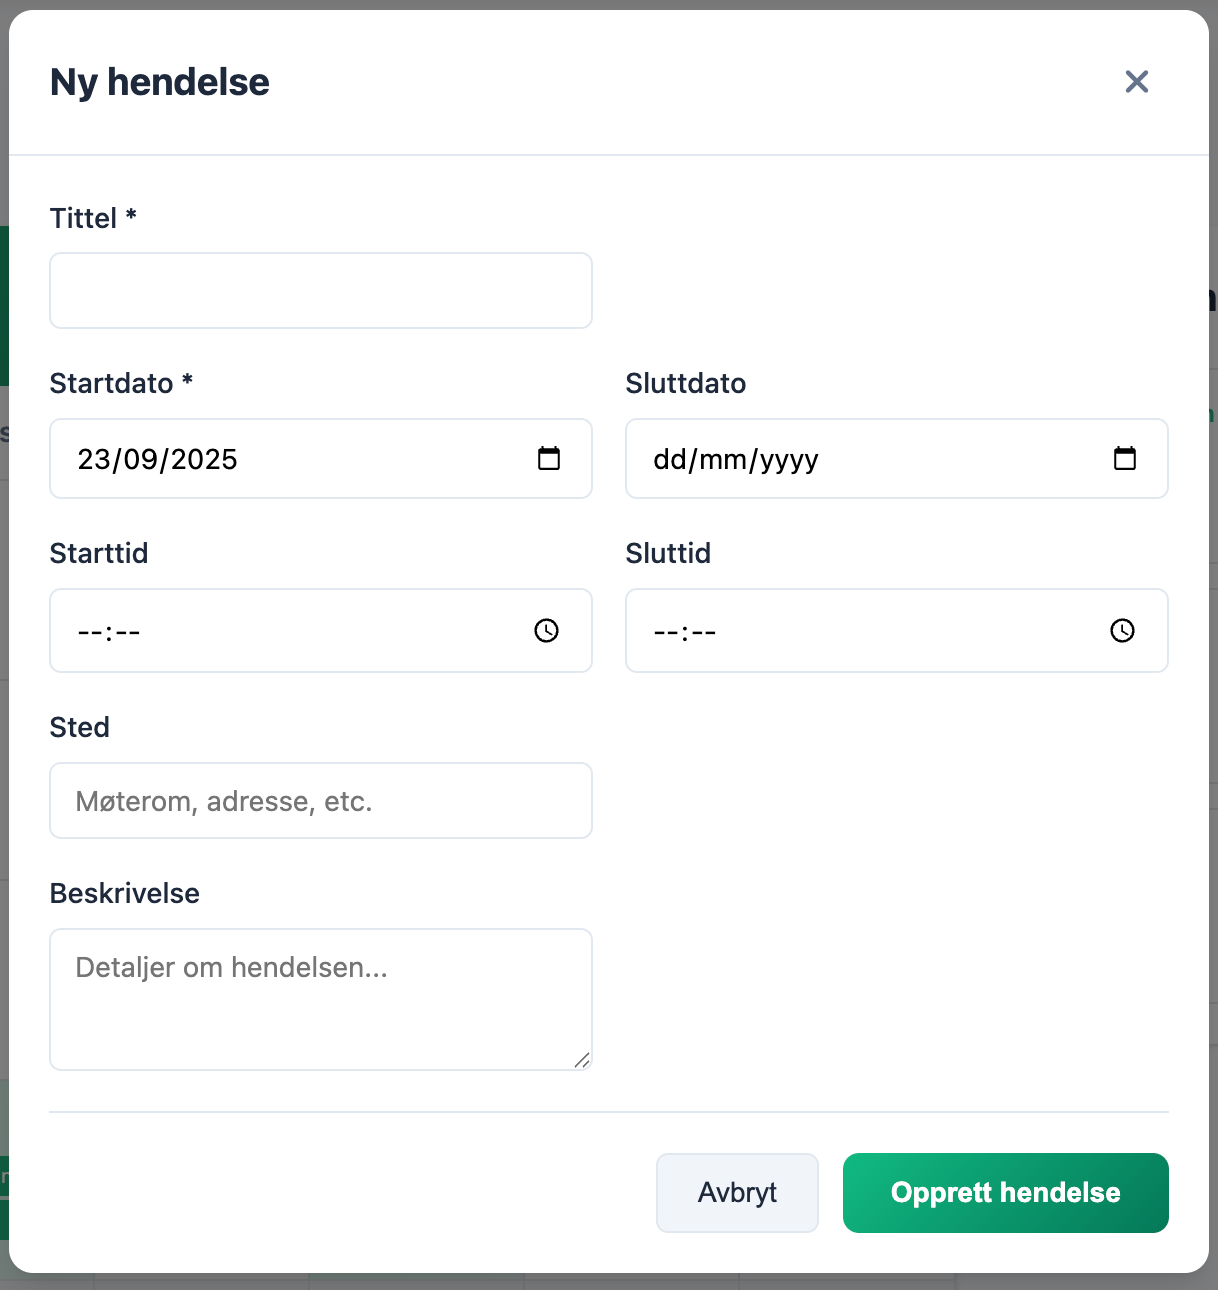 Ny hendelse
Tittel *
Startdato *
Sluttdato
23/09/2025
dd/mm/yyyy
Starttid
Sluttid
--:--
--:--
Sted
Møterom, adresse, etc.
Beskrivelse
Detaljer om hendelsen...
Avbryt
Opprett hendelse